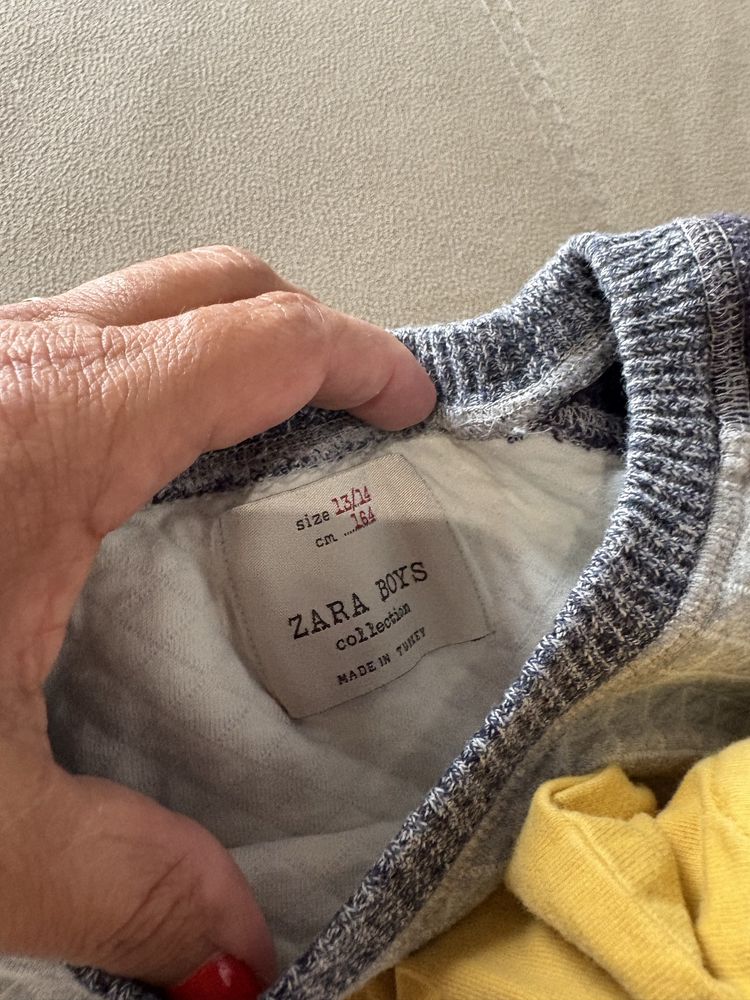 size 13/14
cm ....164
ZARA BOYS
collection
MADE IN TURKEY